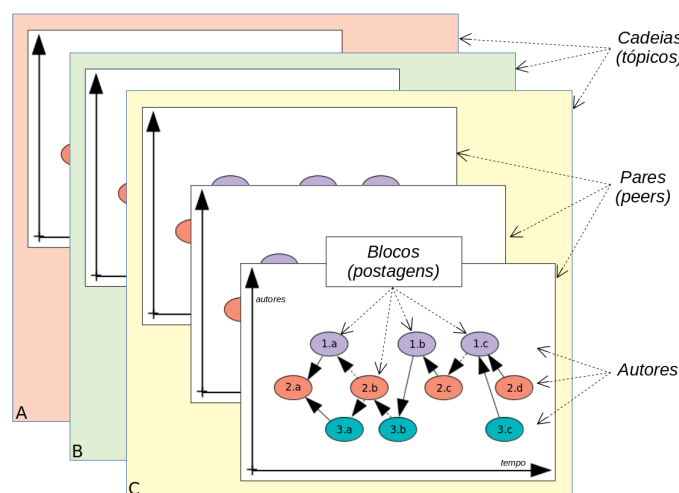 Cadeias
(tópicos)
Pares
(peers)
Blocos
(postagens)
autores
1.a
1.b
1.c
Autores
2.a
2.b
2.c
2.d
3.a
3.b
3.c
tempo
A
B
C